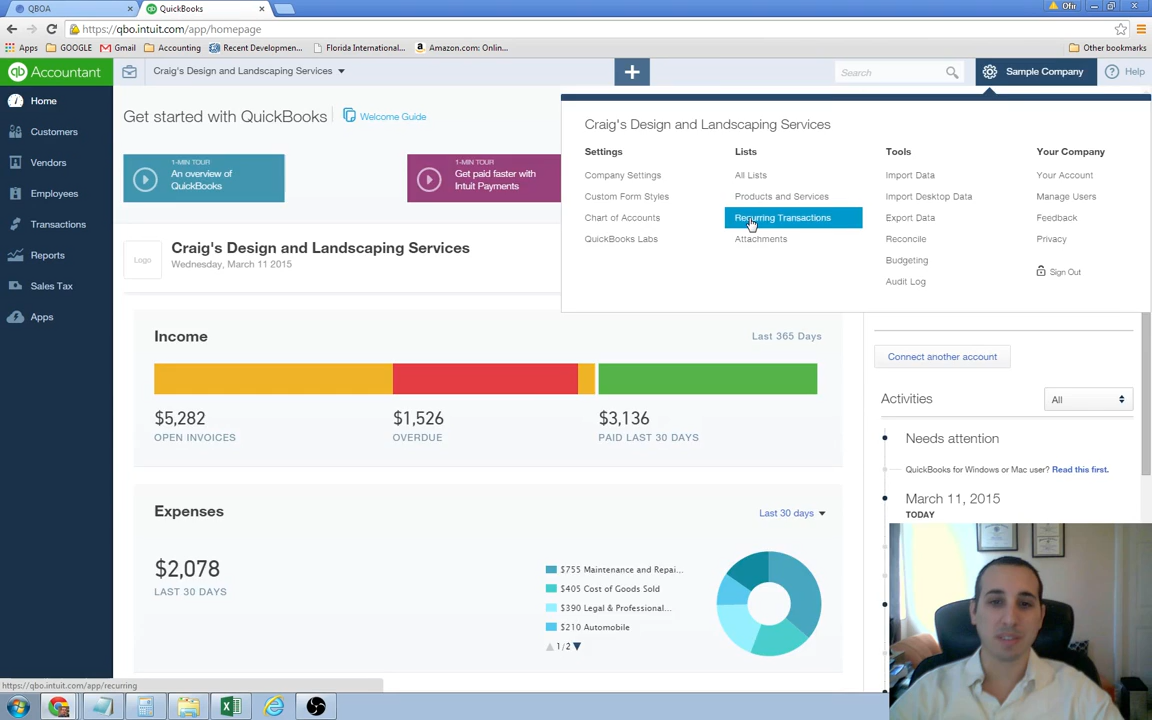 QBOA
QuickBooks
Ofir
https://qbo.intuit.com/app/homepage
Apps
GOOGLE
Gmail
Accounting
Recent Developmen...
Florida International...
Amazon.com: Onlin...
Other bookmarks
qb Accountant
Craig's Design and Landscaping Services
+
Search
Sample Company
? Help
Home
Customers
Vendors
Employees
Transactions
Reports
Sales Tax
Apps
Get started with QuickBooks
Welcome Guide
1-MIN TOUR
An overview of
QuickBooks
1-MIN TOUR
Get paid faster with
Intuit Payments
Craig's Design and Landscaping Services
Settings
Company Settings
Custom Form Styles
Chart of Accounts
QuickBooks Labs
Lists
All Lists
Products and Services
Recurring Transactions
Attachments
Tools
Import Data
Import Desktop Data
Export Data
Reconcile
Budgeting
Audit Log
Your Company
Your Account
Manage Users
Feedback
Privacy
Sign Out
Logo
Craig's Design and Landscaping Services
Wednesday, March 11 2015
Income
Last 365 Days
$5,282
OPEN INVOICES
$1,526
OVERDUE
$3,136
PAID LAST 30 DAYS
Expenses
Last 30 days
$2,078
LAST 30 DAYS
$755 Maintenance and Repai...
$405 Cost of Goods Sold
$390 Legal & Professional...
$210 Automobile
1/2
Connect another account
Activities
All
Needs attention
QuickBooks for Windows or Mac user? Read this first.
March 11, 2015
TODAY
https://qbo.intuit.com/app/recurring